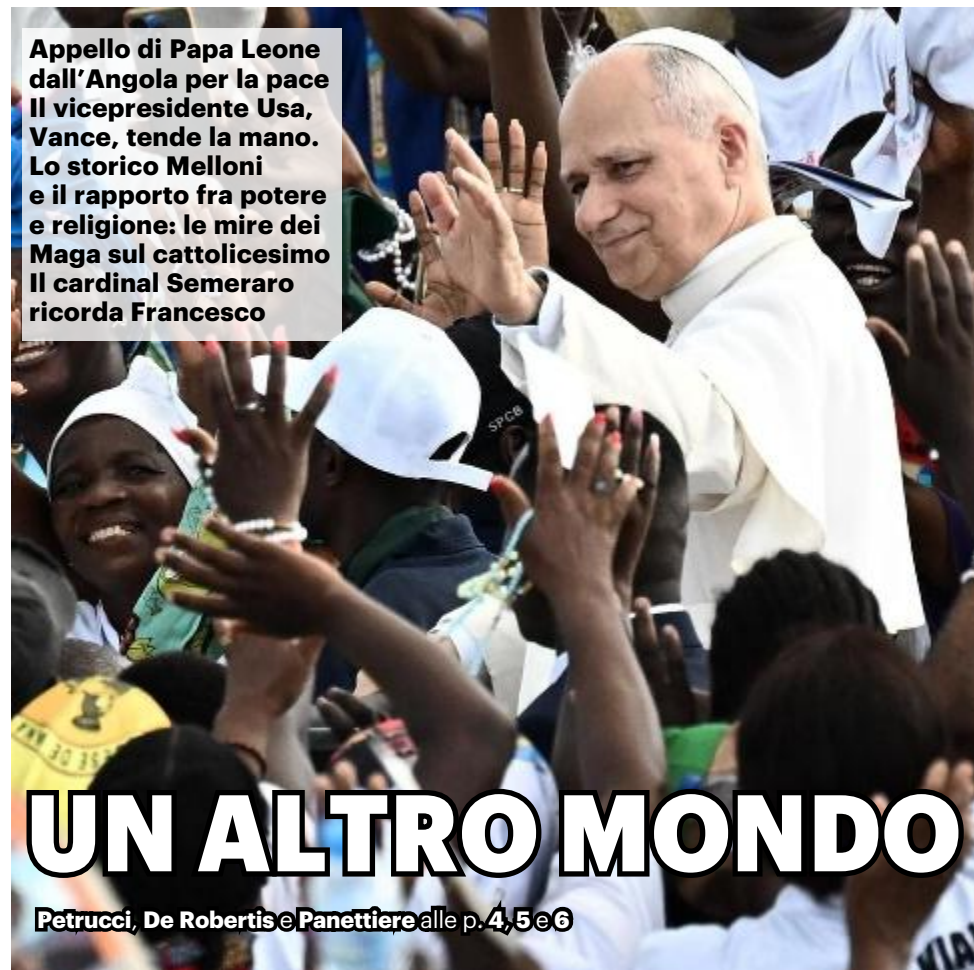 Appello di Papa Leone
dall'Angola per la pace
Il vicepresidente Usa,
Vance, tende la mano.
Lo storico Melloni
e il rapporto fra potere
e religione: le mire dei
Maga sul cattolicesimo
Il cardinal Semeraro
ricorda Francesco
SPCB
UN ALTRO MONDO
Petrucci, De Robertis e Panettiere alle p. 4, 5 e 6